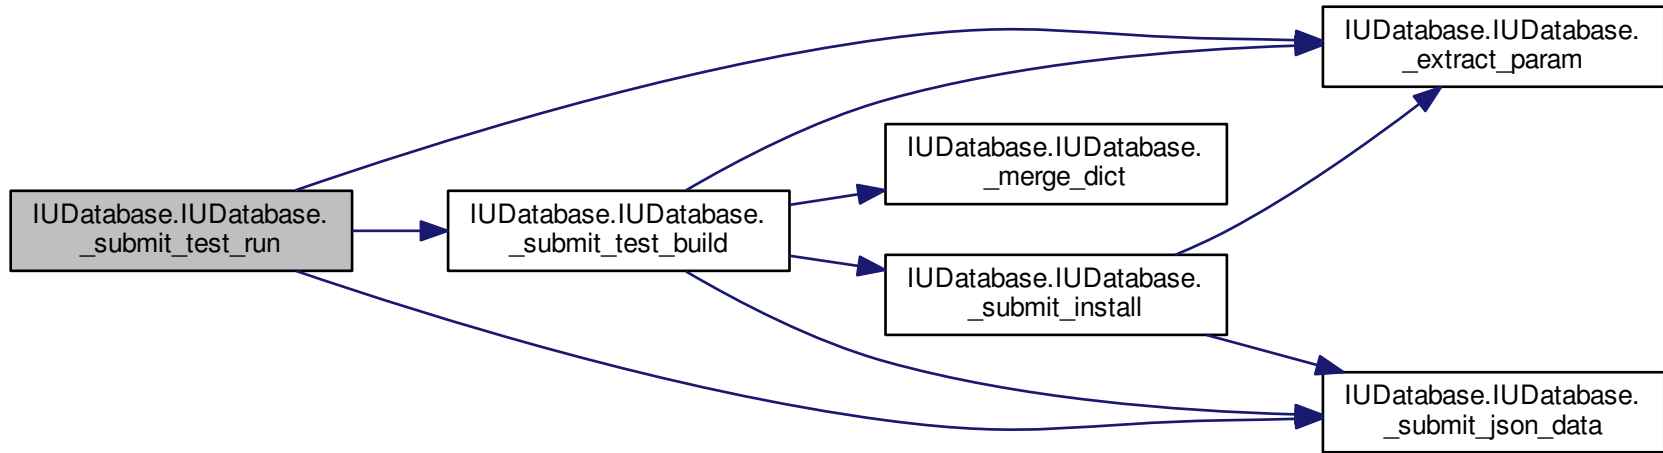 IUDatabase.IUDatabase.
_submit_test_run
IUDatabase.IUDatabase.
_submit_test_build
IUDatabase.IUDatabase.
_extract_param
IUDatabase.IUDatabase.
_merge_dict
IUDatabase.IUDatabase.
_submit_install
IUDatabase.IUDatabase.
_submit_json_data